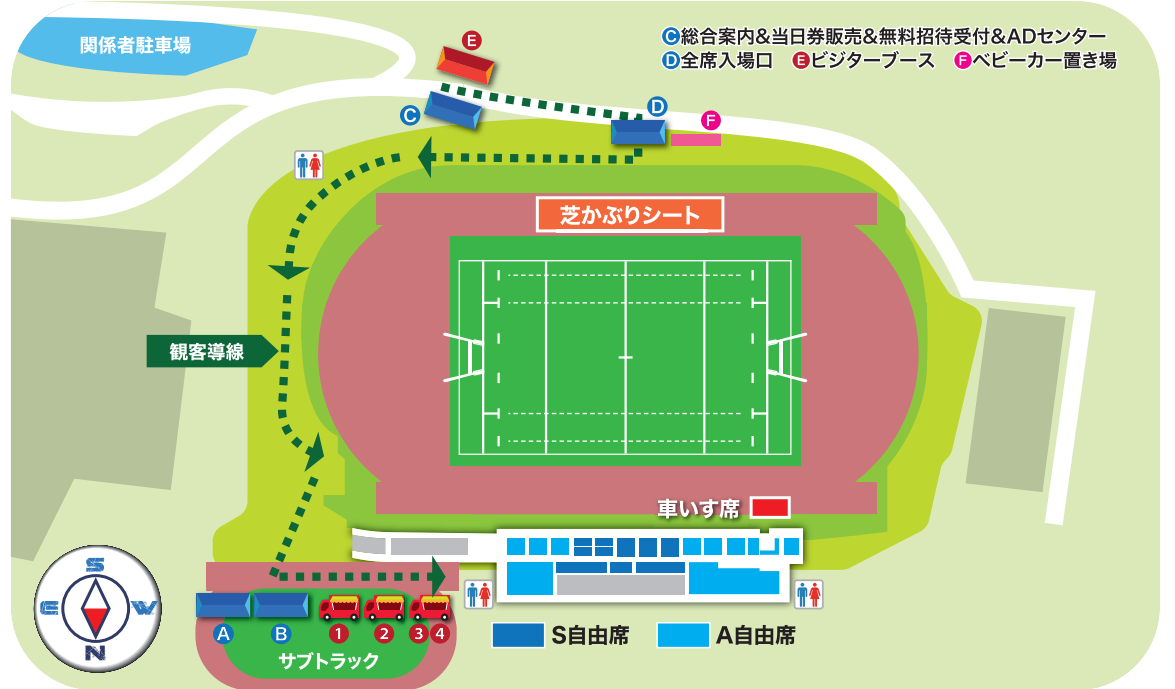 関係者駐車場
E
C総合案内&当日券販売&無料招待受付&ADセンター
D全席入場口 Eビジターブース Fベビーカー置き場
C
D
F
芝かぶりシート
観客導線
車いす席
S
E W
N
A B 1 2 3 4
サブトラック
S自由席 A自由席